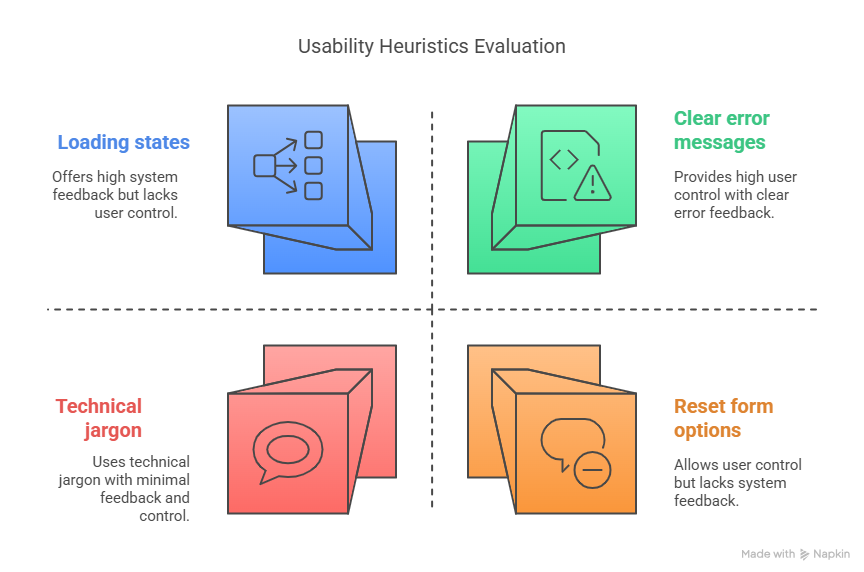 Usability Heuristics Evaluation
Loading states
Offers high system
feedback but lacks
user control.
Clear error
messages
Provides high user
control with clear
error feedback.
Technical
jargon
Uses technical
jargon with minimal
feedback and
control.
Reset form
options
Allows user control
but lacks system
feedback.
Made with Napkin